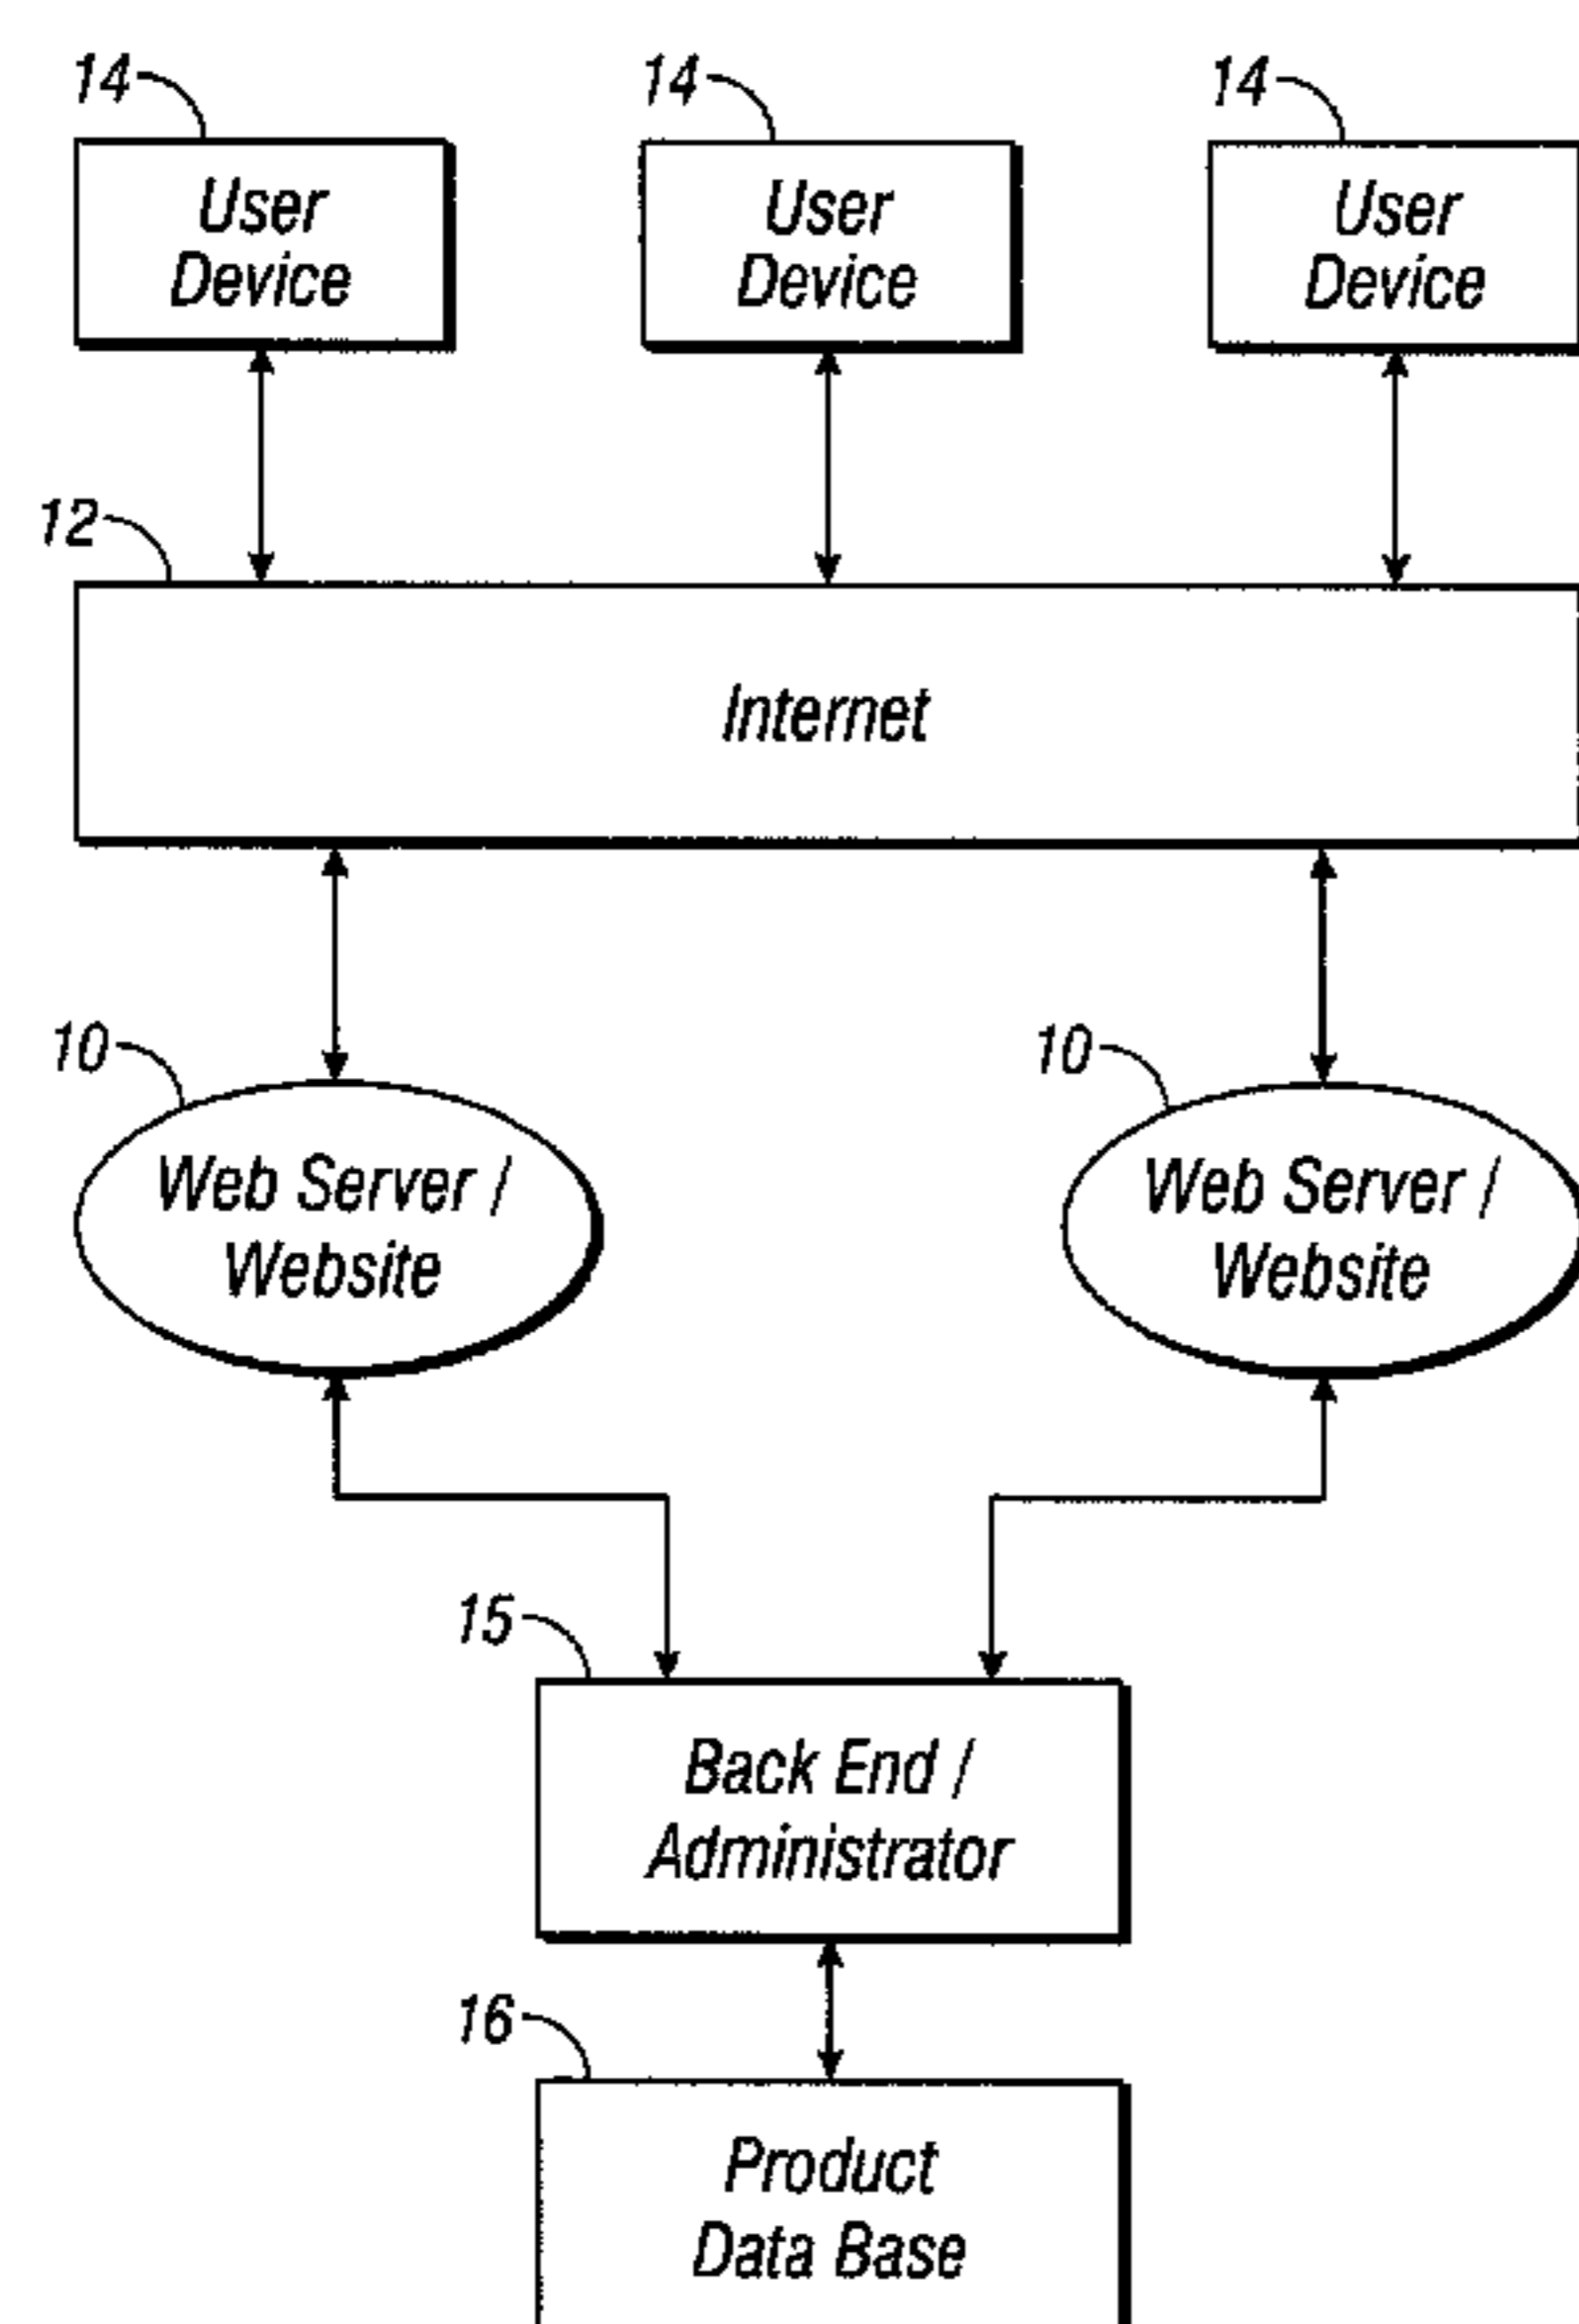 14 14 14
User User User
Device Device Device
12
Internet
10 10
Web Server / Web Server /
Website Website
15
Back End /
Administrator
16
Product
Data Base